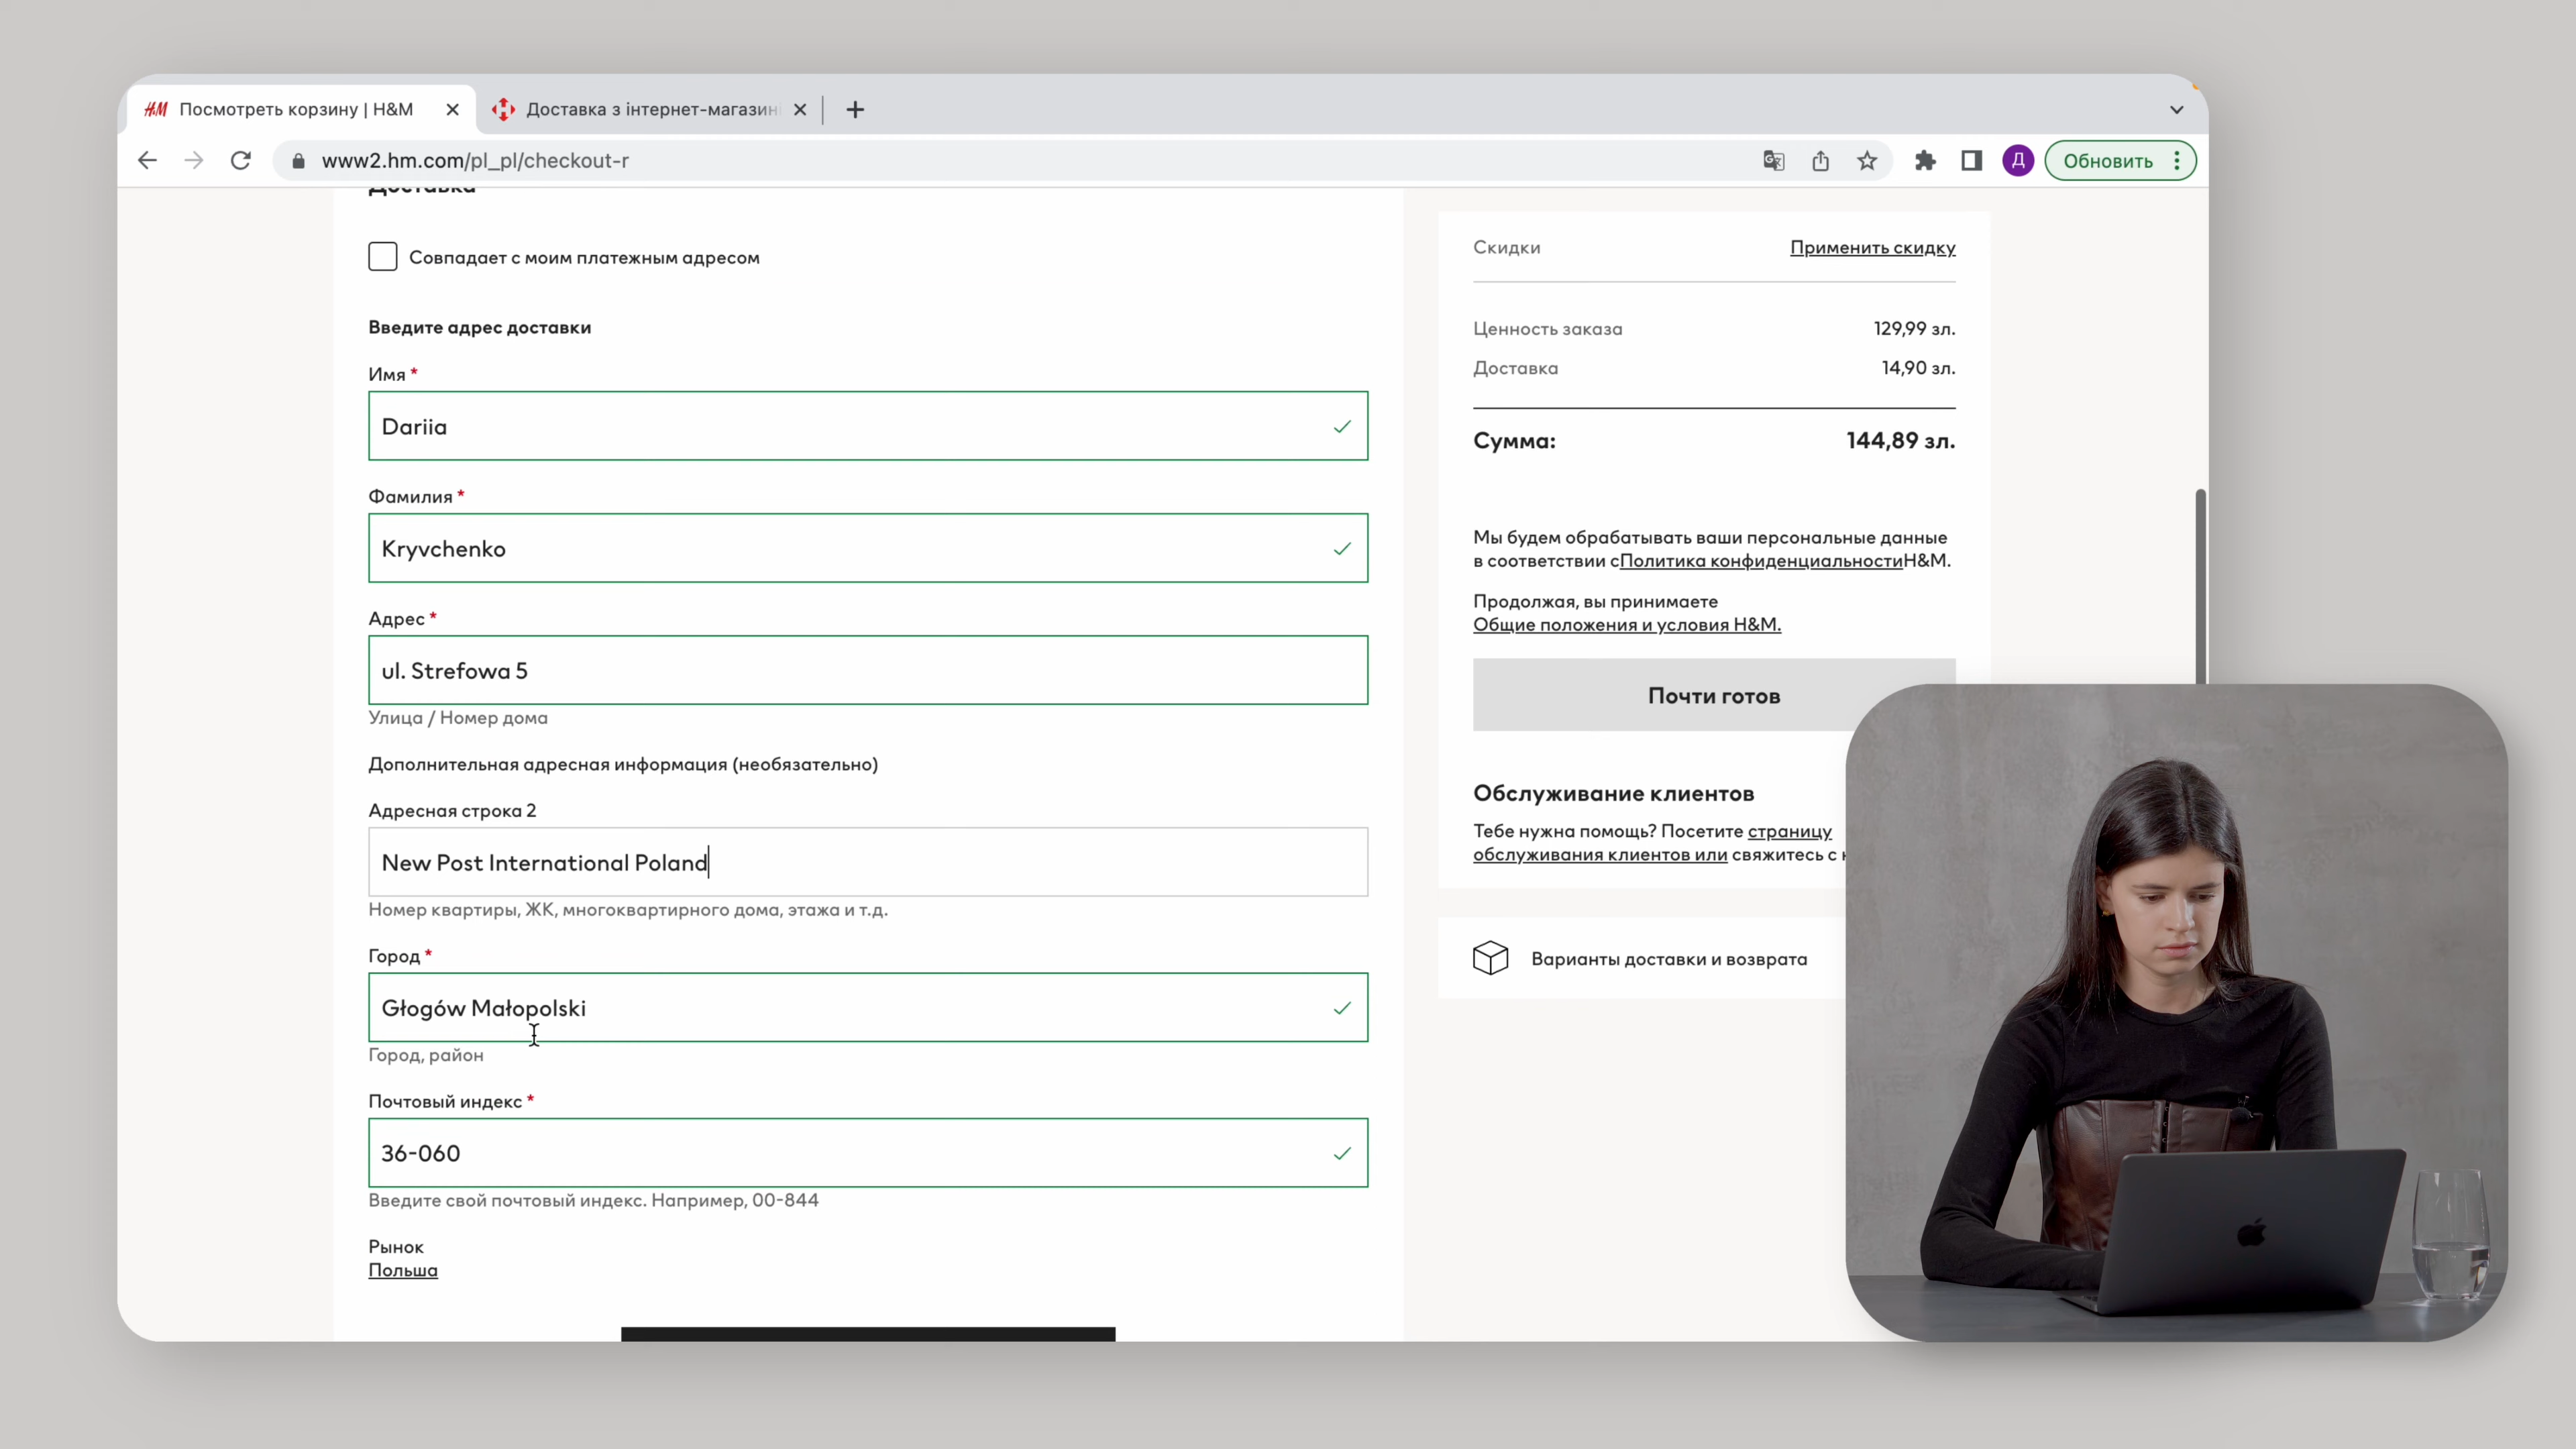 H&M Посмотреть корзину | H&M
Доставка з інтернет-магазин
www2.hm.com/pl_pl/checkout-r
Д
Обновить
Доставка
Совпадает с моим платежным адресом
Введите адрес доставки
Имя *
Dariia
Фамилия *
Kryvchenko
Адрес *
ul. Strefowa 5
Улица / Номер дома
Дополнительная адресная информация (необязательно)
Адресная строка 2
New Post International Poland
Номер квартиры, ЖК, многоквартирного дома, этажа и т.д.
Город *
Głogów Małopolski
Город, район
Почтовый индекс *
36-060
Введите свой почтовый индекс. Например, 00-844
Рынок
Польша
Скидки Применить скидку
Ценность заказа 129,99 зл.
Доставка 14,90 зл.
Сумма: 144,89 зл.
Мы будем обрабатывать ваши персональные данные
в соответствии сПолитика конфиденциальностиH&M.
Продолжая, вы принимаете
Общие положения и условия H&M.
Почти готов
Обслуживание клиентов
Тебе нужна помощь? Посетите страницу
обслуживания клиентов или свяжитесь с
Варианты доставки и возврата